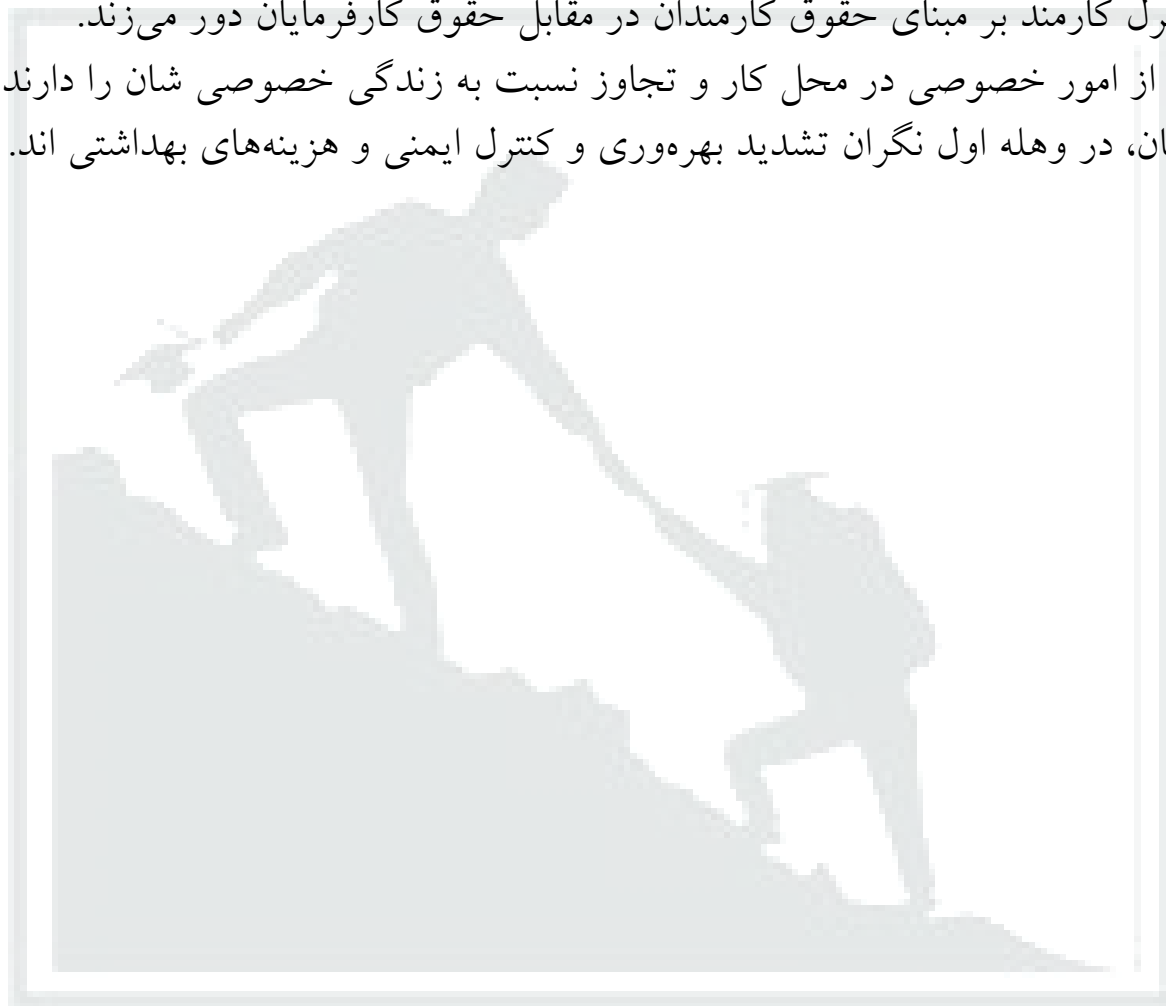 کارمند بر مبنای حقوق کارمندان در مقابل حقوق کارفرمایان دور می‌زند.
از امور خصوصی در محل کار و تجاوز نسبت به زندگی خصوصی شان را دارند
در وهله اول نگران تشدید بهره‌وری و کنترل ایمنی و هزینه‌های بهداشتی اند.